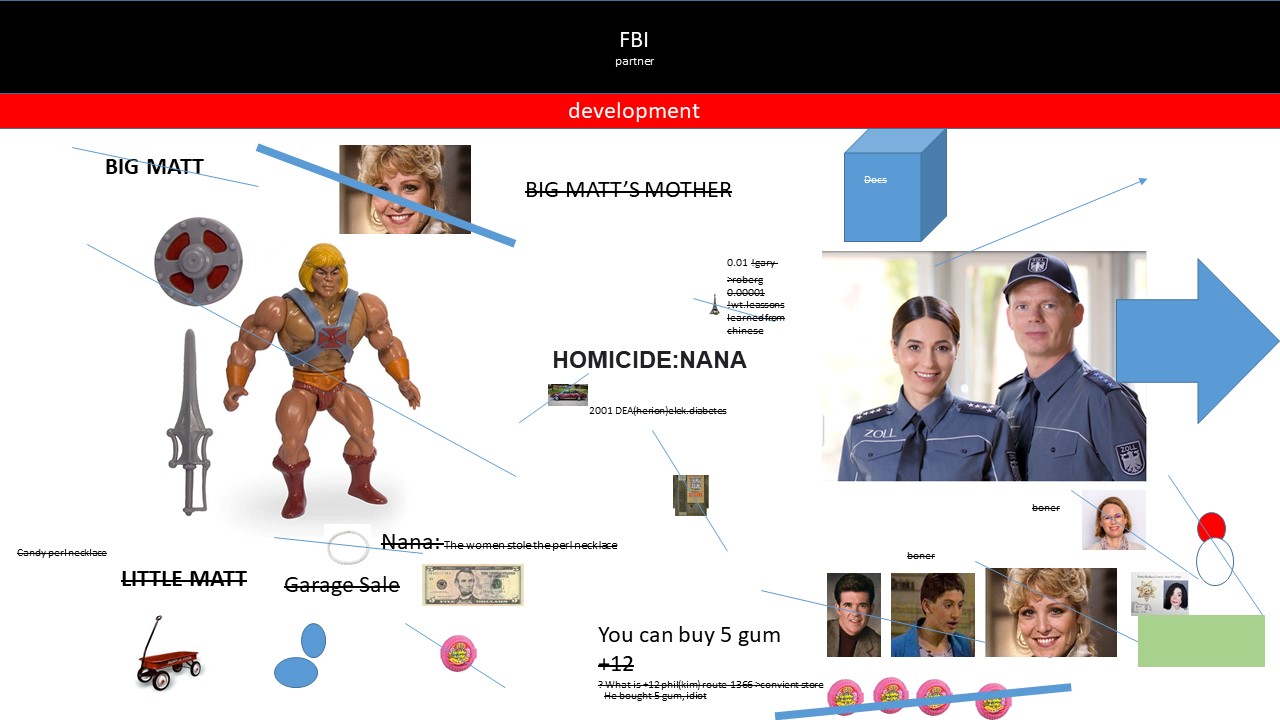 FBI
partner
development
BIG MATT
BIG MATT’S MOTHER
Docs
0.01 !gary
>roberg
0.00001
!wt.leassons
learned from
chinese
HOMICIDE:NANA
2001 DEA(herion)elek.diabetes
ZOLL
ZOLL
boner
Nana: The women stole the perl necklace
Candy perl necklace
boner
LITTLE MATT
Garage Sale
You can buy 5 gum
+12
? What is +12 phil(kim) route 1366 >convient store
He bought 5 gum, idiot